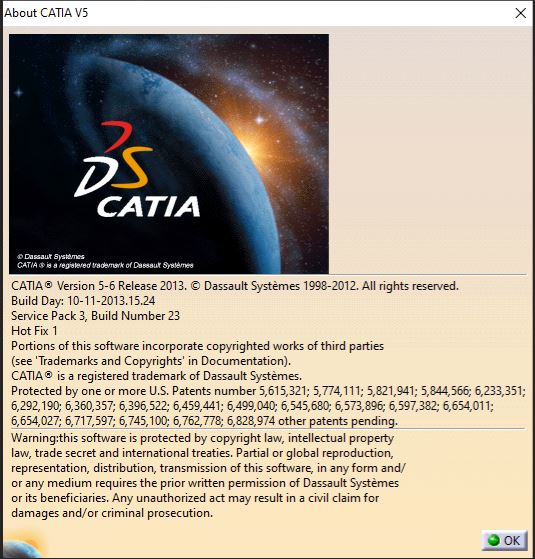 About CATIA V5
DS
CATIA
© Dassault Systèmes
CATIA ® is a registered trademark of Dassault Systèmes
CATIA® Version 5-6 Release 2013. © Dassault Systèmes 1998-2012. All rights reserved.
Build Day: 10-11-2013.15.24
Service Pack 3, Build Number 23
Hot Fix 1
Portions of this software incorporate copyrighted works of third parties
(see 'Trademarks and Copyrights' in Documentation).
CATIA® is a registered trademark of Dassault Systèmes.
Protected by one or more U.S. Patents number 5,615,321; 5,774,111; 5,821,941; 5,844,566; 6,233,351;
6,292,190; 6,360,357; 6,396,522; 6,459,441; 6,499,040; 6,545,680; 6,573,896; 6,597,382; 6,654,011;
6,654,027; 6,717,597; 6,745,100; 6,762,778; 6,828,974 other patents pending.
Warning:this software is protected by copyright law, intellectual property
law, trade secret and international treaties. Partial or global reproduction,
representation, distribution, transmission of this software, in any form and/
or any medium requires the prior written permission of Dassault Systèmes
or its beneficiaries. Any unauthorized act may result in a civil claim for
damages and/or criminal prosecution.
OK